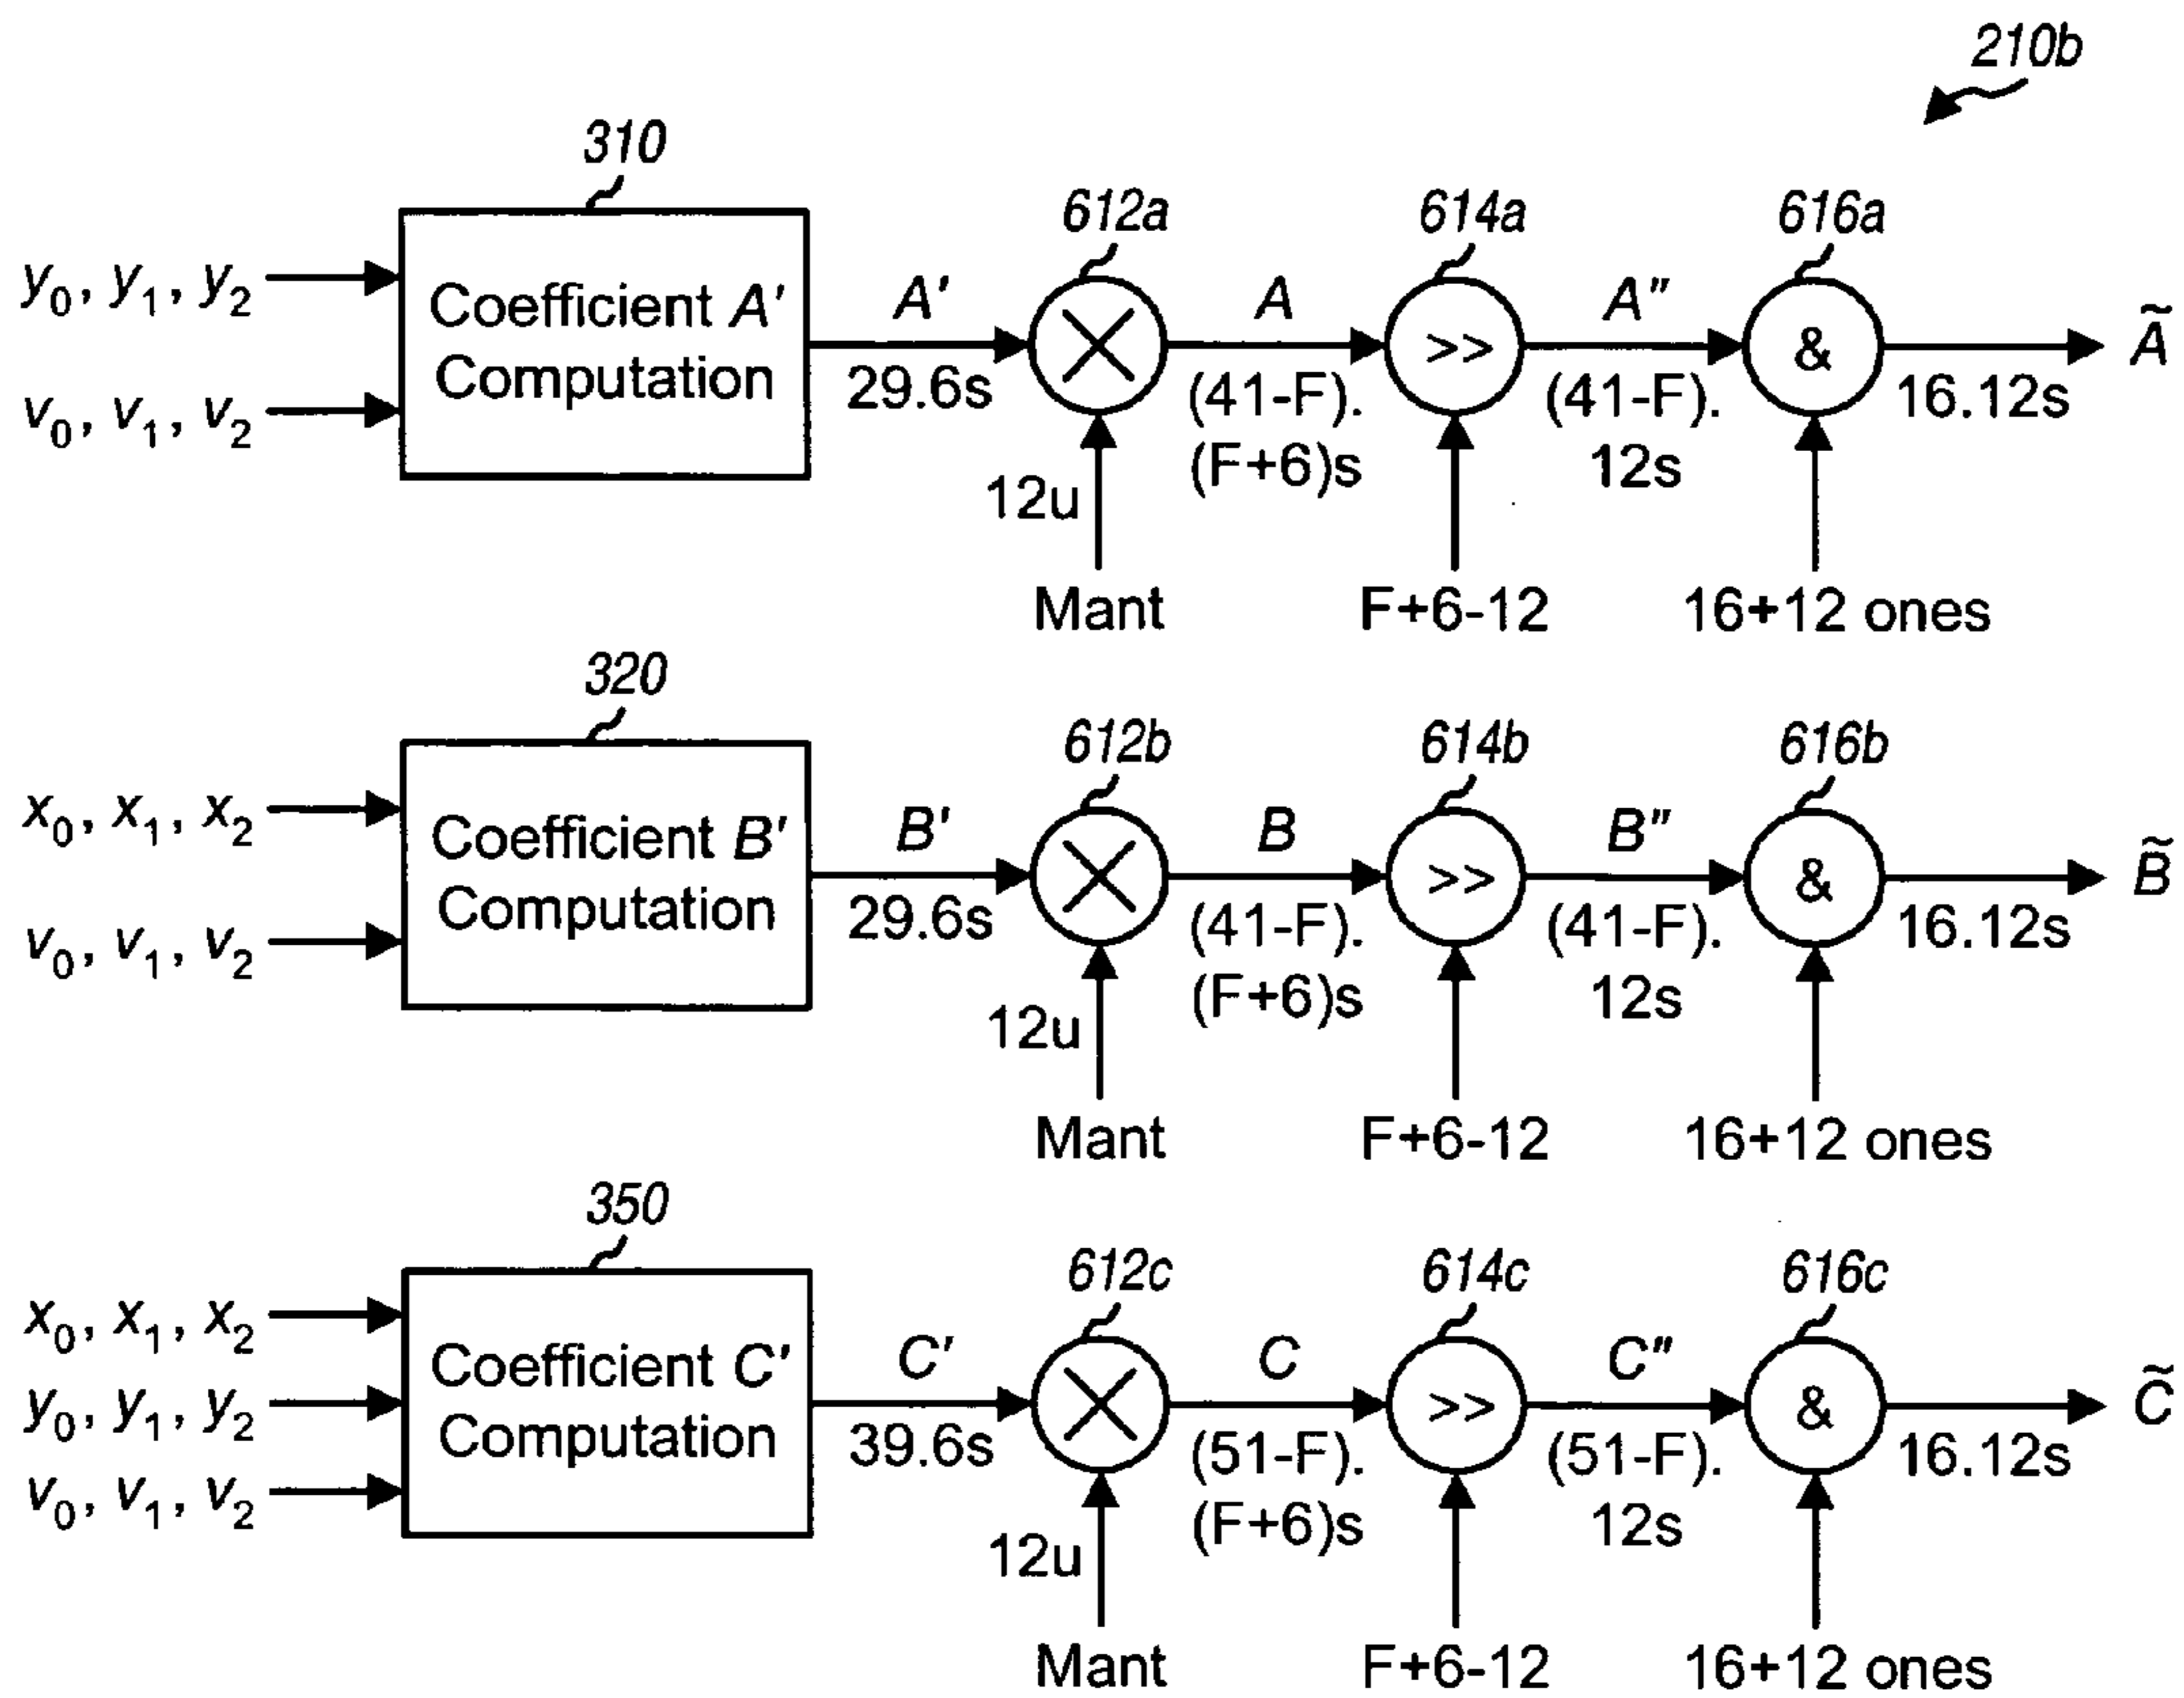 210b
310
612a
614a
616a
y0, y1, y2
v0, v1, v2
Coefficient A'
Computation
A'
29.6s
12u
Mant
A
(41-F).
(F+6)s
>>
F+6-12
A"
(41-F).
12s
&
16+12 ones
Ã
16.12s
320
612b
614b
616b
x0, x1, x2
v0, v1, v2
Coefficient B'
Computation
B'
29.6s
12u
Mant
B
(41-F).
(F+6)s
>>
F+6-12
B"
(41-F).
12s
&
16+12 ones
B̃
16.12s
350
612c
614c
616c
x0, x1, x2
y0, y1, y2
v0, v1, v2
Coefficient C'
Computation
C'
39.6s
12u
Mant
C
(51-F).
(F+6)s
>>
F+6-12
C"
(51-F).
12s
&
16+12 ones
C̃
16.12s